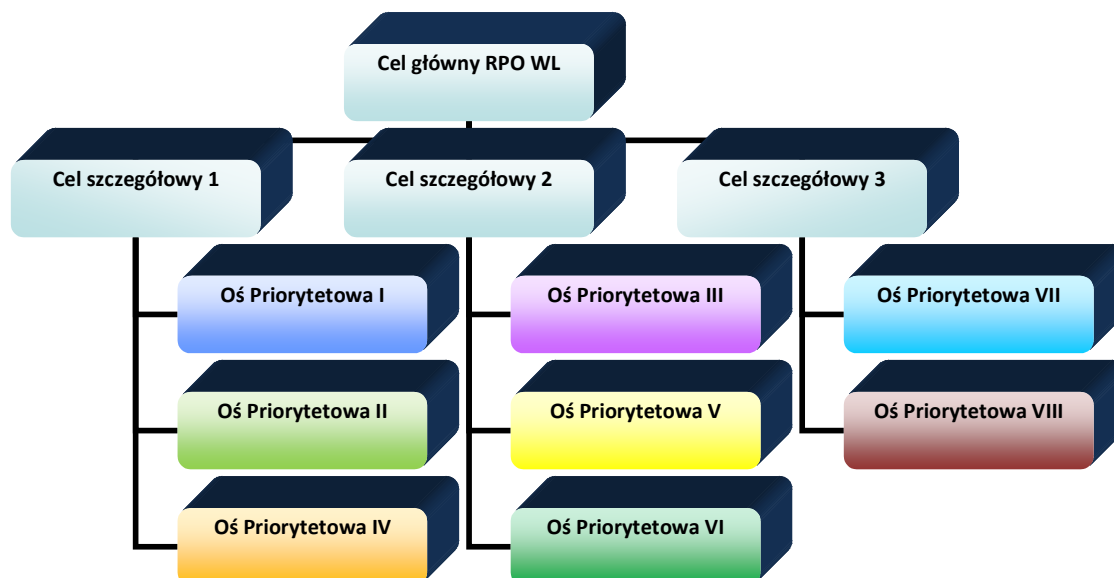 Cel główny RPO WL
Cel szczegółowy 1
Cel szczegółowy 2
Cel szczegółowy 3
Oś Priorytetowa I
Oś Priorytetowa III
Oś Priorytetowa VII
Oś Priorytetowa II
Oś Priorytetowa V
Oś Priorytetowa VIII
Oś Priorytetowa IV
Oś Priorytetowa VI